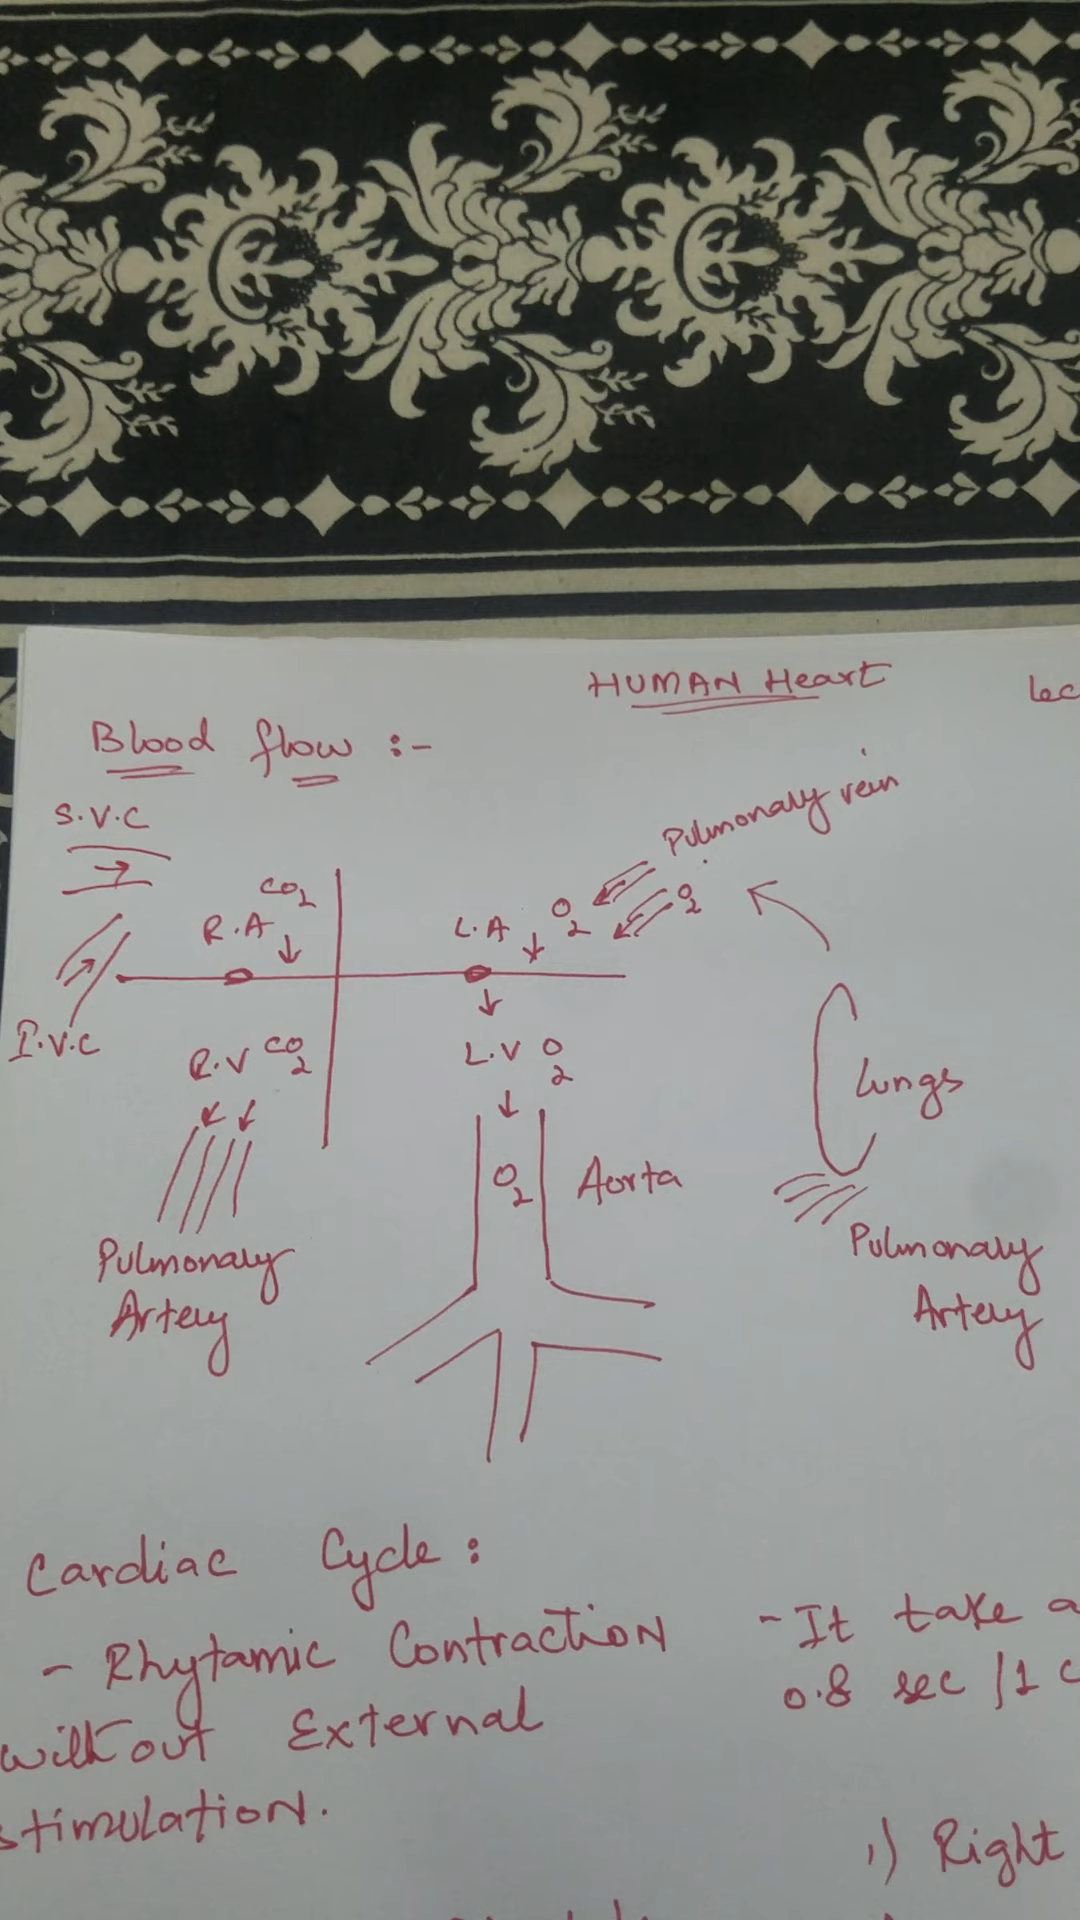 HUMAN Heart
Blood flow :-
S.V.C
Pulmonary vein
CO2
R.A
L.A O2
O2
I.V.C
R.V CO2
L.V O2
Lungs
O2 Aorta
Pulmonary
Artery
Pulmonary
Artery
Cardiac Cycle :
- Rhytamic Contraction
without External
stimulation.
- It take
0.8 sec /1
1) Right